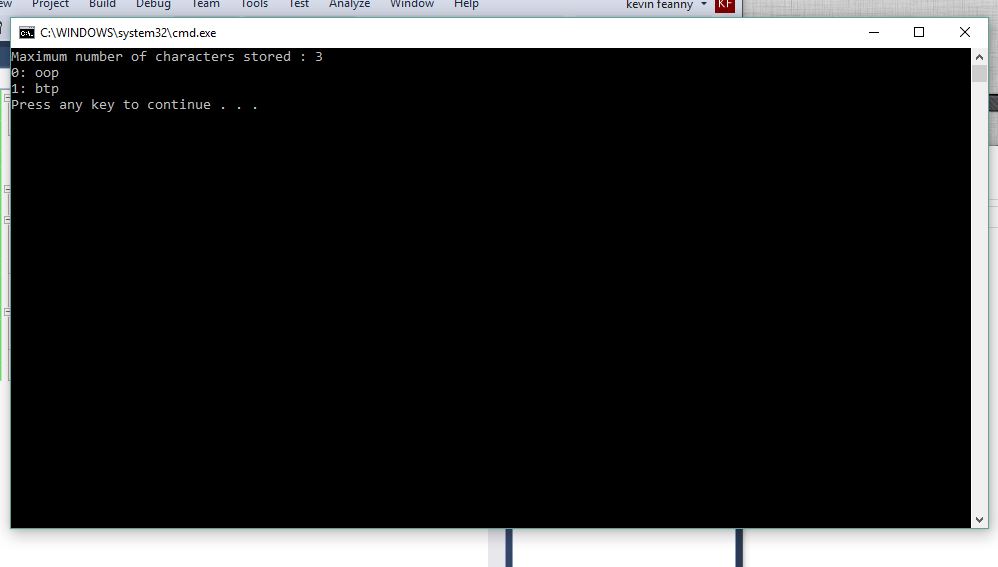 Project Build Debug Team Tools Test Analyze Window Help kevin feanny KF
C:\WINDOWS\system32\cmd.exe
Maximum number of characters stored : 3
0: oop
1: btp
Press any key to continue . . .